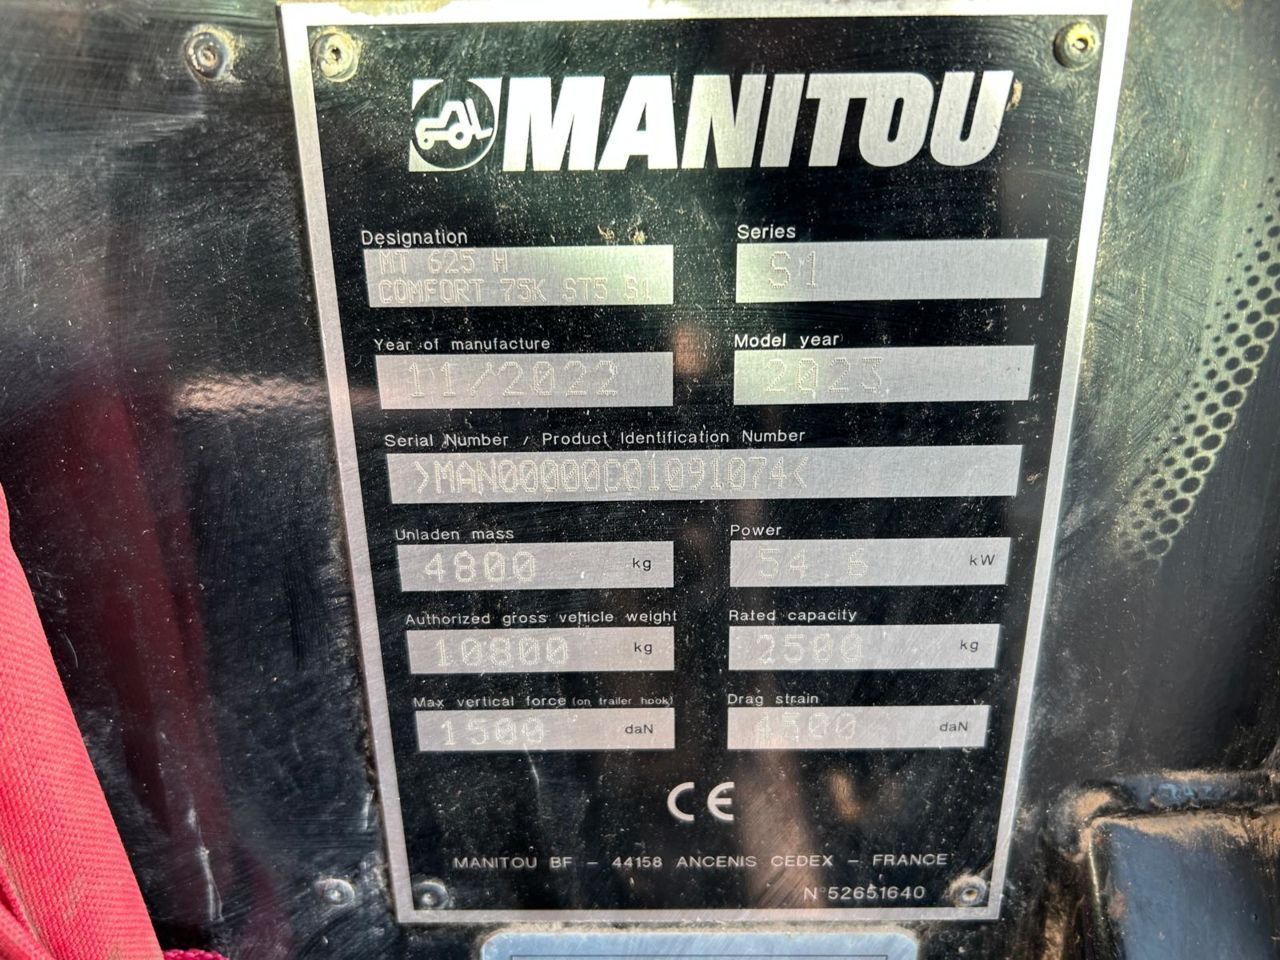 MANITOU
Designation
MT 625 H
COMFORT 75K ST5 S1
Series
S1
Year of manufacture
11/2022
Model year
2023
Serial Number / Product Identification Number
>MAN00000C01091074<
Unladen mass
4800 kg
Power
54 6 kW
Authorized gross vehicle weight
10800 kg
Rated capacity
2500 kg
Max vertical force (on trailer hook)
1500 daN
Drag strain
4500 daN
CE
MANITOU BF - 44158 ANCENIS CEDEX - FRANCE
N°52651640